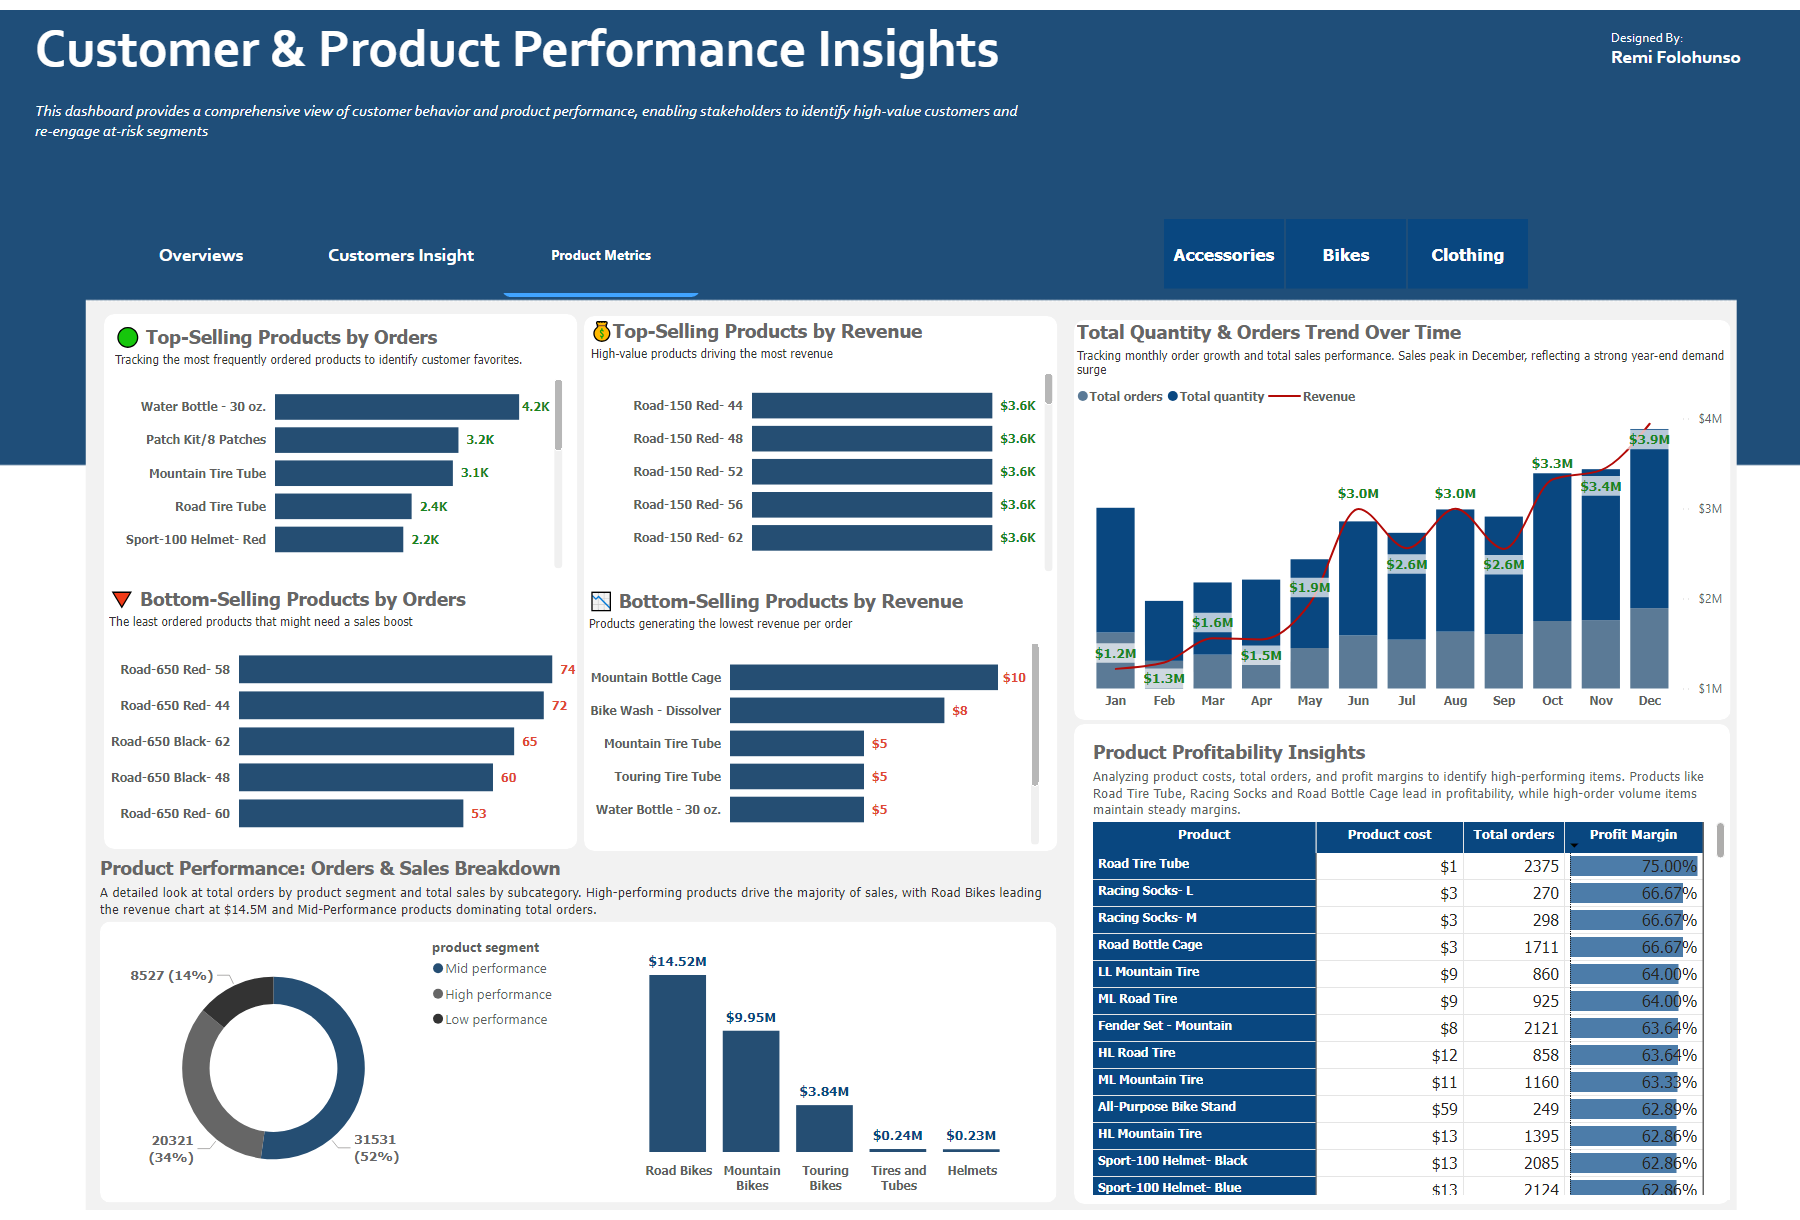 Customer & Product Performance Insights
Designed By:
Remi Folohunso
This dashboard provides a comprehensive view of customer behavior and product performance, enabling stakeholders to identify high-value customers and
re-engage at-risk segments
Overviews
Customers Insight
Product Metrics
Accessories
Bikes
Clothing
Top-Selling Products by Orders
Tracking the most frequently ordered products to identify customer favorites.
Water Bottle - 30 oz. 4.2K
Patch Kit/8 Patches 3.2K
Mountain Tire Tube 3.1K
Road Tire Tube 2.4K
Sport-100 Helmet- Red 2.2K
Top-Selling Products by Revenue
High-value products driving the most revenue
Road-150 Red- 44 $3.6K
Road-150 Red- 48 $3.6K
Road-150 Red- 52 $3.6K
Road-150 Red- 56 $3.6K
Road-150 Red- 62 $3.6K
Bottom-Selling Products by Orders
The least ordered products that might need a sales boost
Road-650 Red- 58 74
Road-650 Red- 44 72
Road-650 Black- 62 65
Road-650 Black- 48 60
Road-650 Red- 60 53
Bottom-Selling Products by Revenue
Products generating the lowest revenue per order
Mountain Bottle Cage $10
Bike Wash - Dissolver $8
Mountain Tire Tube $5
Touring Tire Tube $5
Water Bottle - 30 oz. $5
Total Quantity & Orders Trend Over Time
Tracking monthly order growth and total sales performance. Sales peak in December, reflecting a strong year-end demand
surge
Total orders Total quantity Revenue
$4M
$3M
$2M
$1M
$1.2M $1.3M $1.6M $1.5M $1.9M $3.0M $2.6M $3.0M $2.6M $3.3M $3.4M $3.9M
Jan Feb Mar Apr May Jun Jul Aug Sep Oct Nov Dec
Product Performance: Orders & Sales Breakdown
A detailed look at total orders by product segment and total sales by subcategory. High-performing products drive the majority of sales, with Road Bikes leading
the revenue chart at $14.5M and Mid-Performance products dominating total orders.
product segment
Mid performance
High performance
Low performance
8527 (14%)
20321
(34%)
31531
(52%)
$14.52M
$9.95M
$3.84M
$0.24M
$0.23M
Road Bikes Mountain Touring Tires and Helmets
Bikes Bikes Tubes
Product Profitability Insights
Analyzing product costs, total orders, and profit margins to identify high-performing items. Products like
Road Tire Tube, Racing Socks and Road Bottle Cage lead in profitability, while high-order volume items
maintain steady margins.
Product Product cost Total orders Profit Margin
Road Tire Tube $1 2375 75.00%
Racing Socks- L $3 270 66.67%
Racing Socks- M $3 298 66.67%
Road Bottle Cage $3 1711 66.67%
LL Mountain Tire $9 860 64.00%
ML Road Tire $9 925 64.00%
Fender Set - Mountain $8 2121 63.64%
HL Road Tire $12 858 63.64%
ML Mountain Tire $11 1160 63.33%
All-Purpose Bike Stand $59 249 62.89%
HL Mountain Tire $13 1395 62.86%
Sport-100 Helmet- Black $13 2085 62.86%
Sport-100 Helmet- Blue $13 2124 62.86%